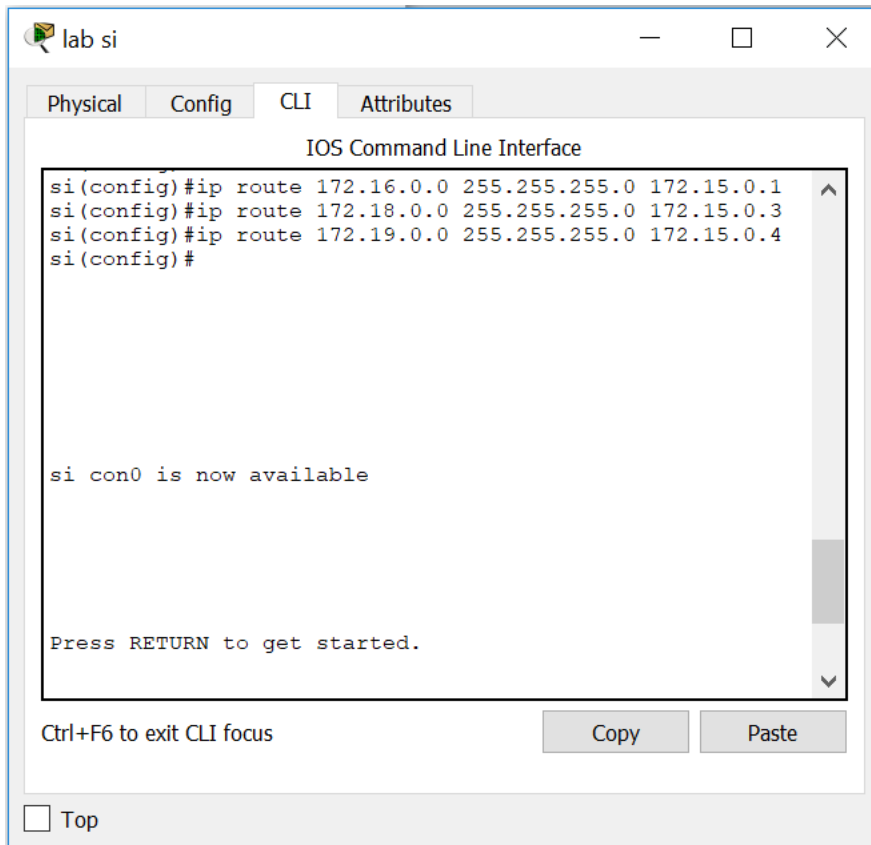 lab si
Physical Config CLI Attributes
IOS Command Line Interface
si(config)#ip route 172.16.0.0 255.255.255.0 172.15.0.1
si(config)#ip route 172.18.0.0 255.255.255.0 172.15.0.3
si(config)#ip route 172.19.0.0 255.255.255.0 172.15.0.4
si(config)#
si con0 is now available
Press RETURN to get started.
Ctrl+F6 to exit CLI focus
Copy Paste
Top